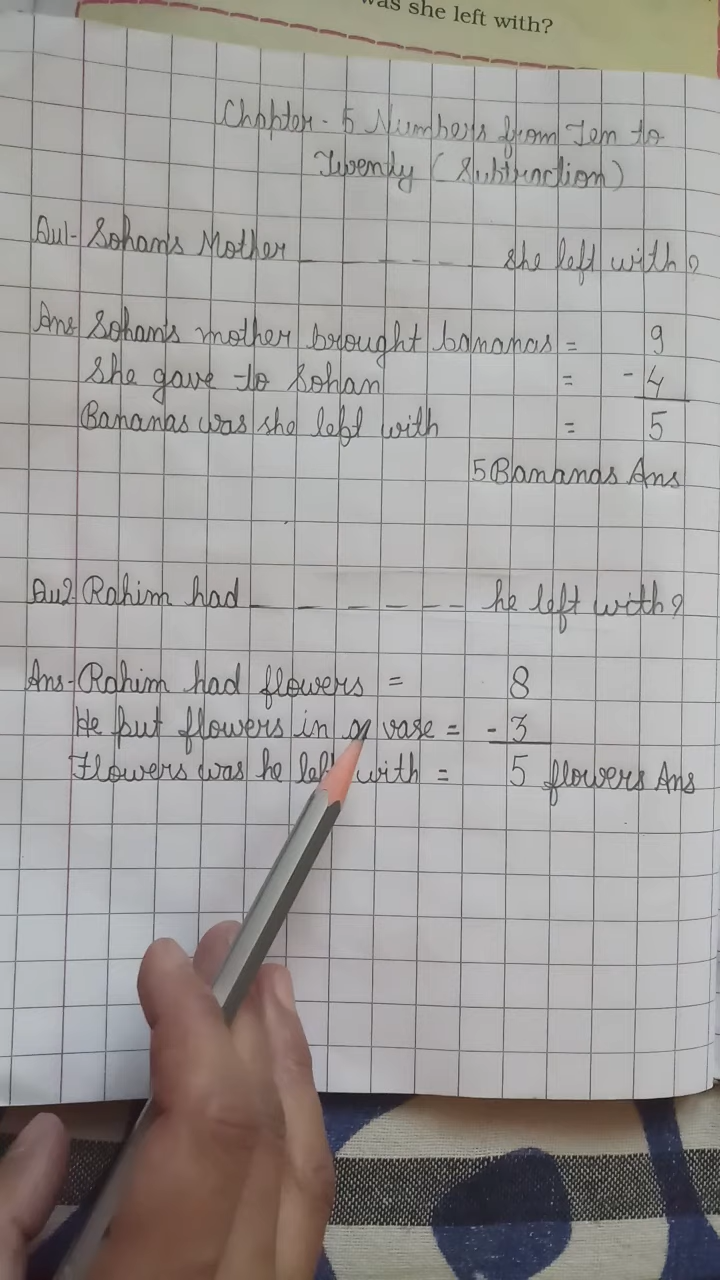 was she left with?
Chapter - 5 Numbers from Ten to
Twenty (Subtraction)
Qu1- Sohan's Mother _ _ _ _ _ she left with?
Ans Sohan's mother brought bananas = 9
She gave to Sohan = - 4
Bananas was she left with = 5
5 Bananas Ans
Qu2 Rahim had _ _ _ _ _ _ he left with?
Ans- Rahim had flowers = 8
He put flowers in a vase = - 3
Flowers was he left with = 5 flowers Ans